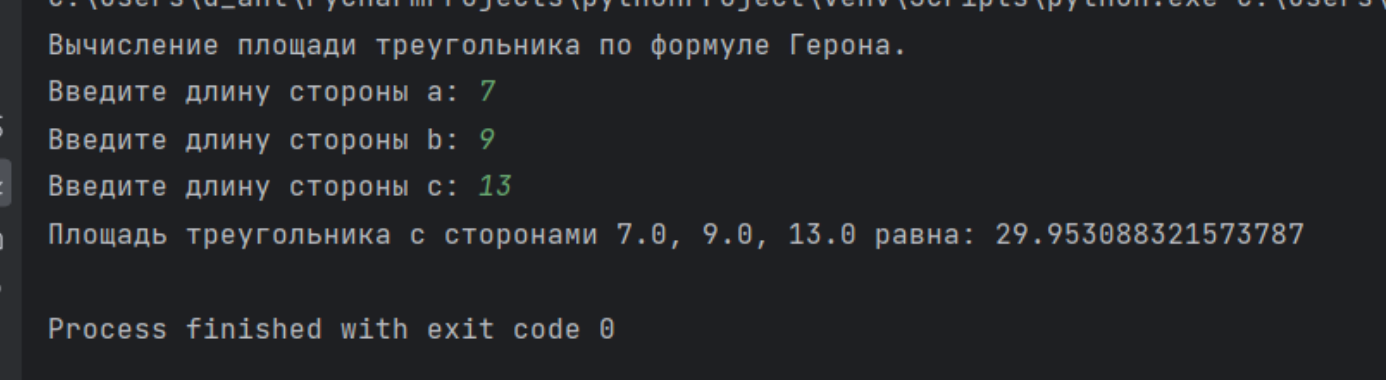 Вычисление площади треугольника по формуле Герона.
Введите длину стороны a: 7
Введите длину стороны b: 9
Введите длину стороны c: 13
Площадь треугольника с сторонами 7.0, 9.0, 13.0 равна: 29.953088321573787
Process finished with exit code 0